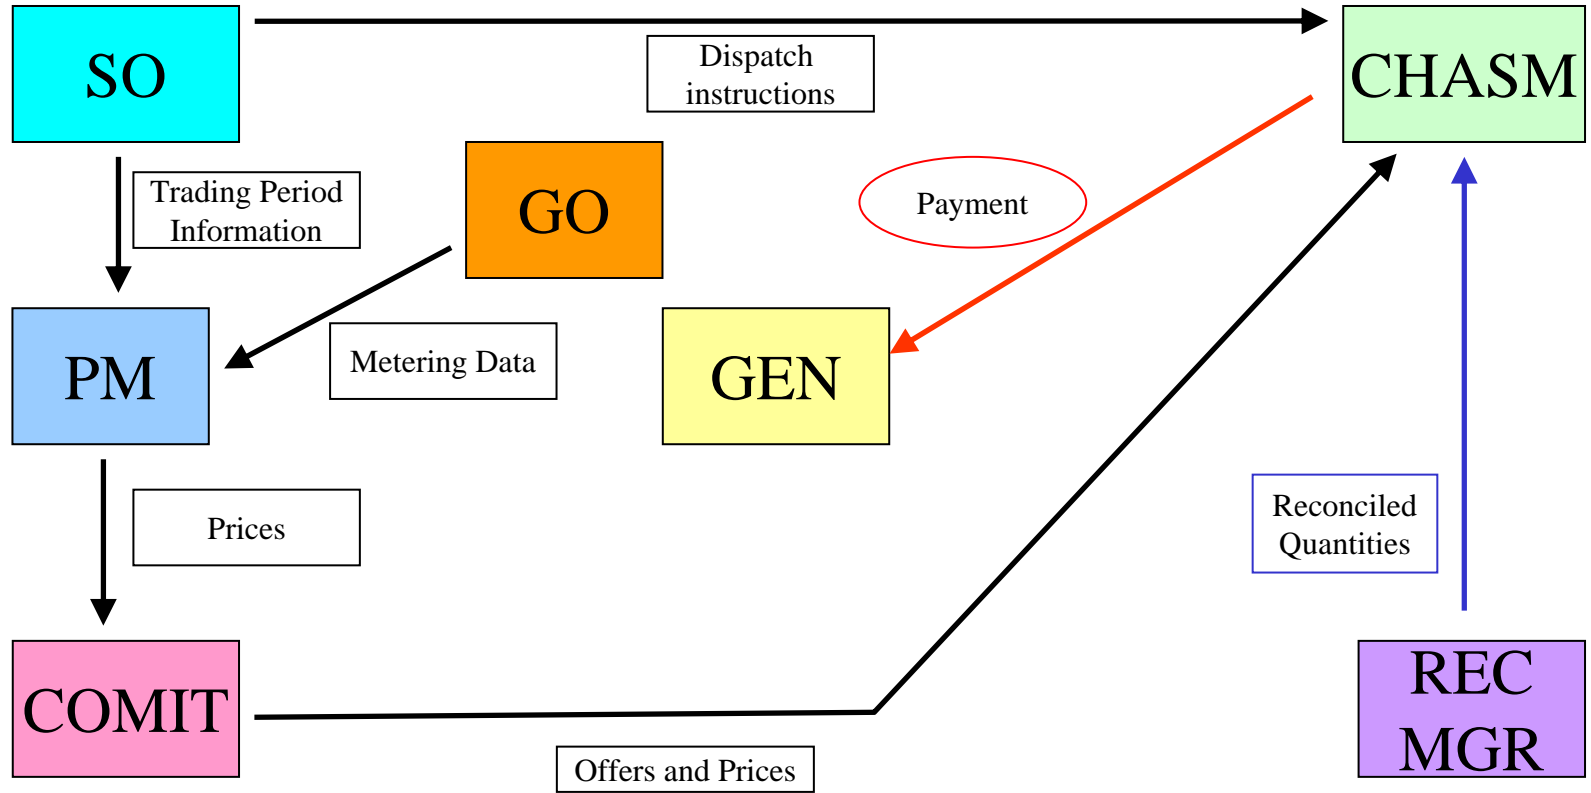 SO
Dispatch
instructions
CHASM
Trading Period
Information
GO
Payment
PM
Metering Data
GEN
Prices
Reconciled
Quantities
COMIT
Offers and Prices
REC
MGR